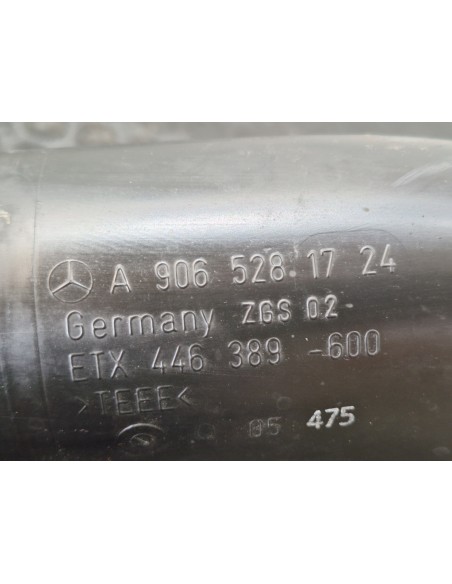 A 906 528.17 24
Germany ZGS 02-
ETX 446 389 -600
>TEEE<
05 475